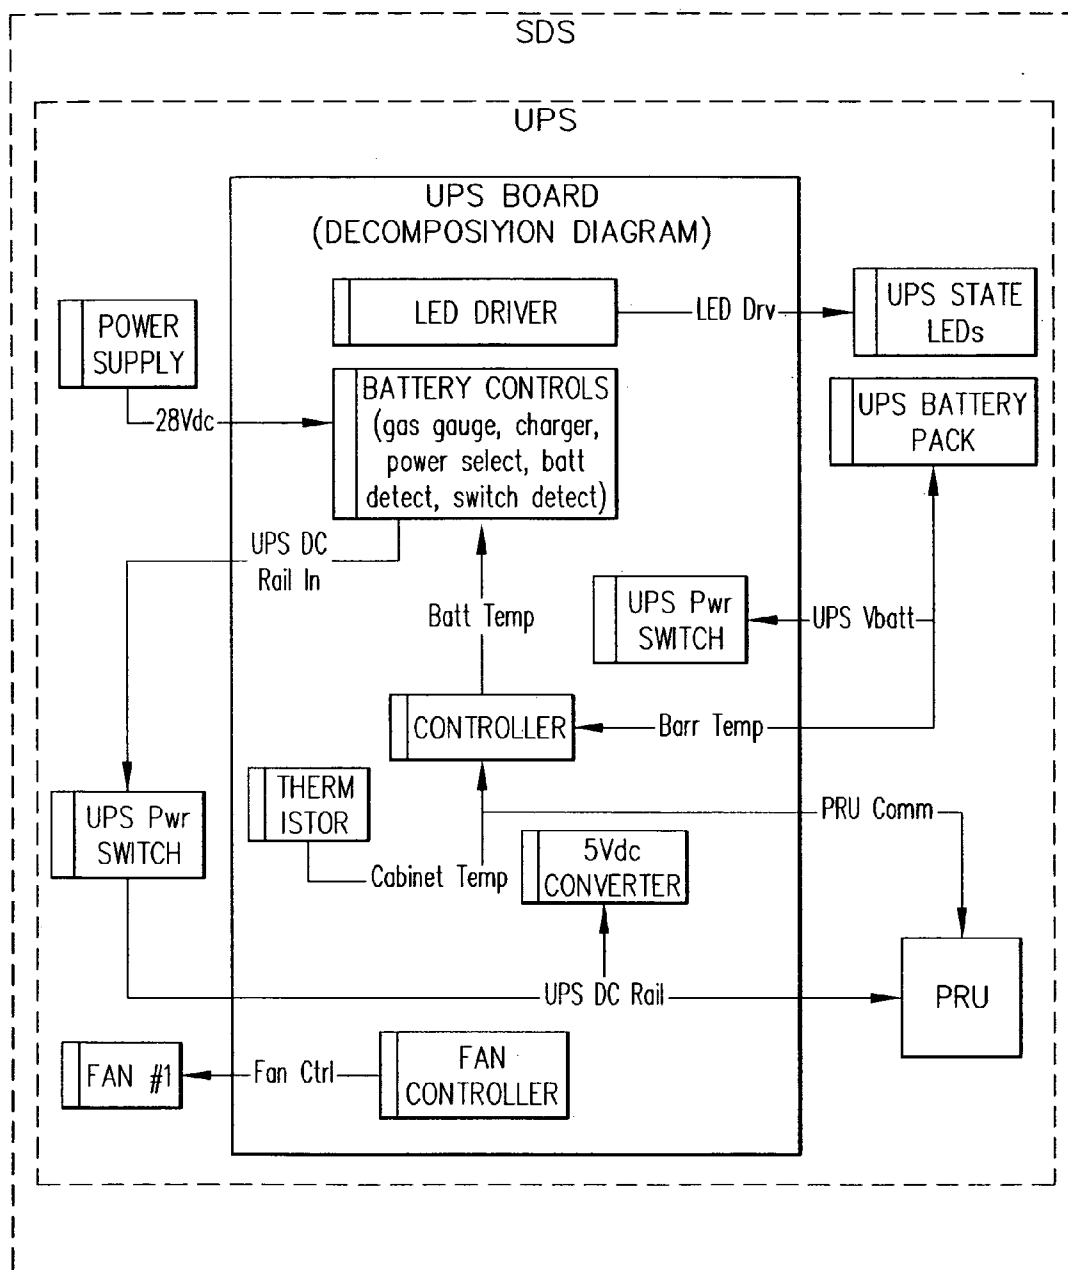 SDS
UPS
UPS BOARD
(DECOMPOSIYION DIAGRAM)
LED DRIVER
LED Drv
UPS STATE
LEDs
POWER
SUPPLY
28Vdc
BATTERY CONTROLS
(gas gauge, charger,
power select, batt
detect, switch detect)
UPS BATTERY
PACK
UPS DC
Rail In
Batt Temp
UPS Pwr
SWITCH
UPS Vbatt
CONTROLLER
Barr Temp
THERM
ISTOR
UPS Pwr
SWITCH
PRU Comm
Cabinet Temp
5Vdc
CONVERTER
UPS DC Rail
PRU
FAN #1
Fan Ctrl
FAN
CONTROLLER